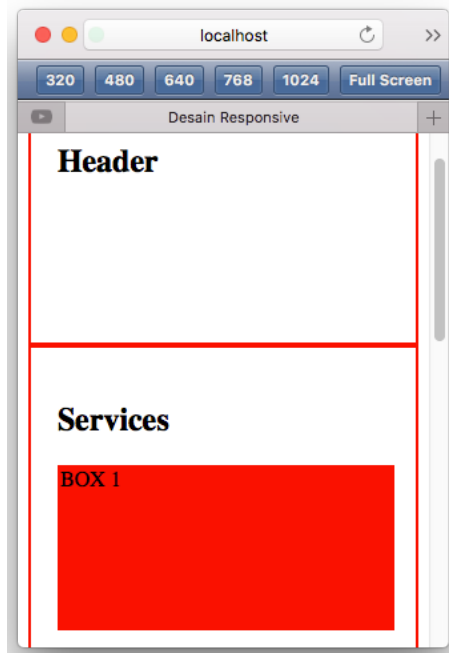 localhost
320 480 640 768 1024 Full Screen
Desain Responsive
Header
Services
BOX 1